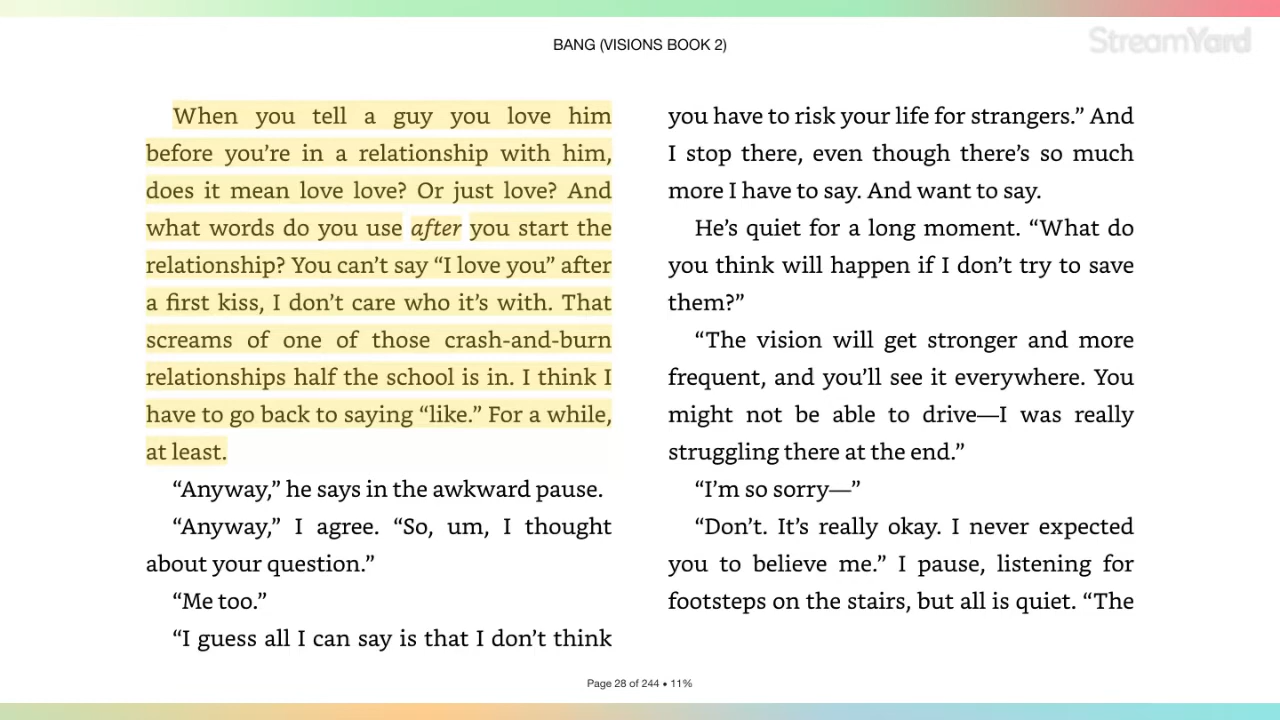 StreamYard
BANG (VISIONS BOOK 2)
When you tell a guy you love him
before you’re in a relationship with him,
does it mean love love? Or just love? And
what words do you use after you start the
relationship? You can’t say “I love you” after
a first kiss, I don’t care who it’s with. That
screams of one of those crash-and-burn
relationships half the school is in. I think I
have to go back to saying “like.” For a while,
at least.
“Anyway,” he says in the awkward pause.
“Anyway,” I agree. “So, um, I thought
about your question.”
“Me too.”
“I guess all I can say is that I don’t think
you have to risk your life for strangers.” And
I stop there, even though there’s so much
more I have to say. And want to say.
He’s quiet for a long moment. “What do
you think will happen if I don’t try to save
them?”
“The vision will get stronger and more
frequent, and you’ll see it everywhere. You
might not be able to drive—I was really
struggling there at the end.”
“I’m so sorry—”
“Don’t. It’s really okay. I never expected
you to believe me.” I pause, listening for
footsteps on the stairs, but all is quiet. “The
Page 28 of 244 • 11%